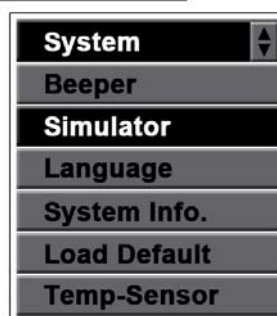 System
Beeper
Simulator
Language
System Info.
Load Default
Temp-Sensor